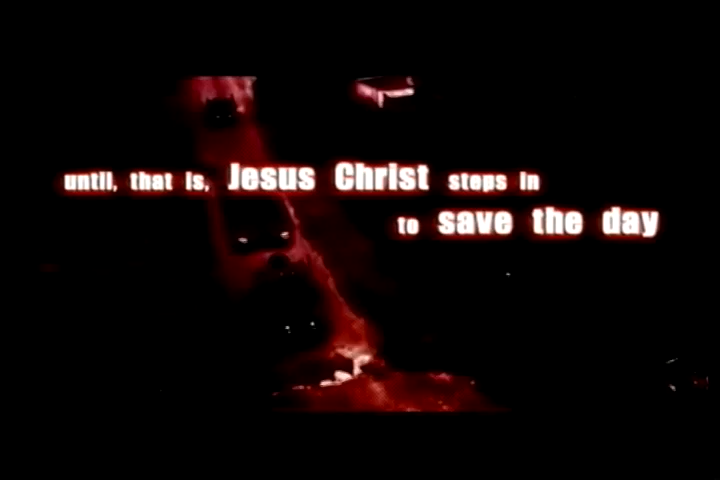 until, that is, Jesus Christ steps in
to save the day